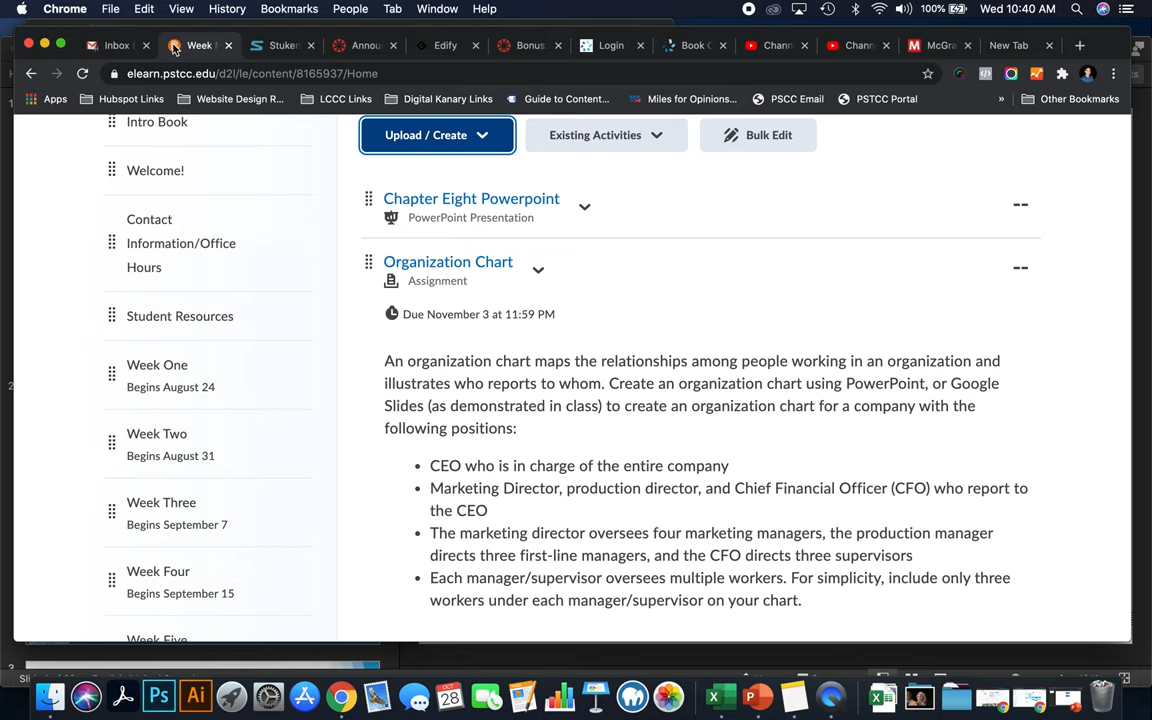 Chrome File Edit View History Bookmarks People Tab Window Help 100% Wed 10:40 AM
Inbox ( Week N Stuken Annou Edify Bonus: Login Book C Chann Chann McGra New Tab
elearn.pstcc.edu/d2l/le/content/8165937/Home
Apps Hubspot Links Website Design R... LCCC Links Digital Kanary Links Guide to Content... Miles for Opinions... PSCC Email PSTCC Portal » Other Bookmarks
Intro Book
Upload / Create Existing Activities Bulk Edit
Welcome!
Chapter Eight Powerpoint
PowerPoint Presentation
--
Contact
Information/Office
Hours
Organization Chart
Assignment
--
Due November 3 at 11:59 PM
Student Resources
Week One
Begins August 24
An organization chart maps the relationships among people working in an organization and
illustrates who reports to whom. Create an organization chart using PowerPoint, or Google
Slides (as demonstrated in class) to create an organization chart for a company with the
following positions:
Week Two
Begins August 31
• CEO who is in charge of the entire company
• Marketing Director, production director, and Chief Financial Officer (CFO) who report to
the CEO
Week Three
Begins September 7
• The marketing director oversees four marketing managers, the production manager
directs three first-line managers, and the CFO directs three supervisors
Week Four
Begins September 15
• Each manager/supervisor oversees multiple workers. For simplicity, include only three
workers under each manager/supervisor on your chart.
Week Five
OCT
28